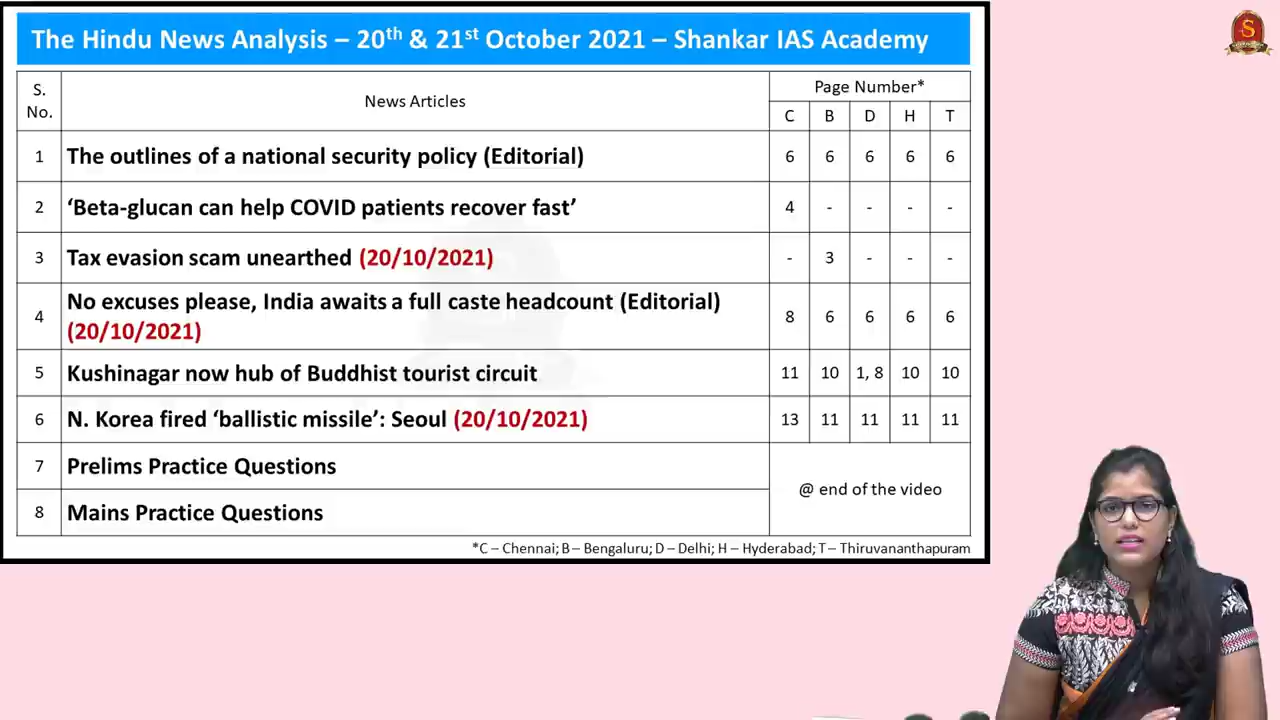 The Hindu News Analysis – 20th & 21st October 2021 – Shankar IAS Academy
S. No. News Articles Page Number*
C B D H T
1 The outlines of a national security policy (Editorial) 6 6 6 6 6
2 ‘Beta-glucan can help COVID patients recover fast’ 4 - - - -
3 Tax evasion scam unearthed (20/10/2021) - 3 - - -
4 No excuses please, India awaits a full caste headcount (Editorial)
(20/10/2021) 8 6 6 6 6
5 Kushinagar now hub of Buddhist tourist circuit 11 10 1, 8 10 10
6 N. Korea fired ‘ballistic missile’: Seoul (20/10/2021) 13 11 11 11 11
7 Prelims Practice Questions
@ end of the video
8 Mains Practice Questions
*C – Chennai; B – Bengaluru; D – Delhi; H – Hyderabad; T – Thiruvananthapuram
S